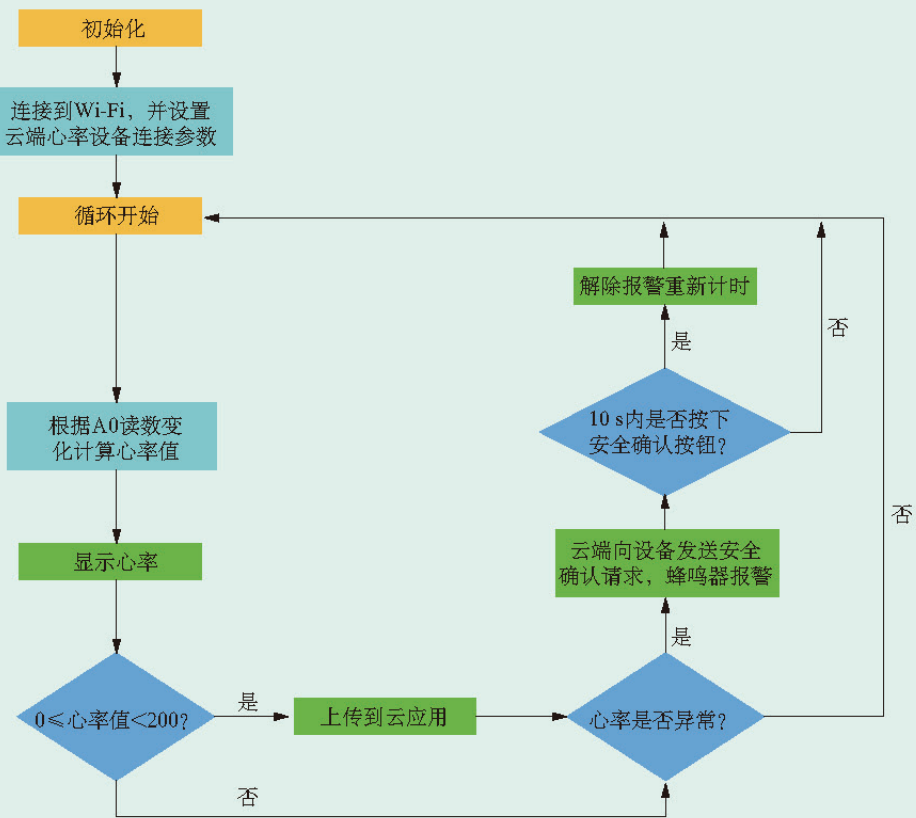 初始化
连接到Wi-Fi，并设置
云端心率设备连接参数
循环开始
根据A0读数变
化计算心率值
显示心率
0≤心率值<200?
是
否
上传到云应用
心率是否异常?
是
否
云端向设备发送安全
确认请求，蜂鸣器报警
10 s内是否按下
安全确认按钮?
是
否
解除报警重新计时